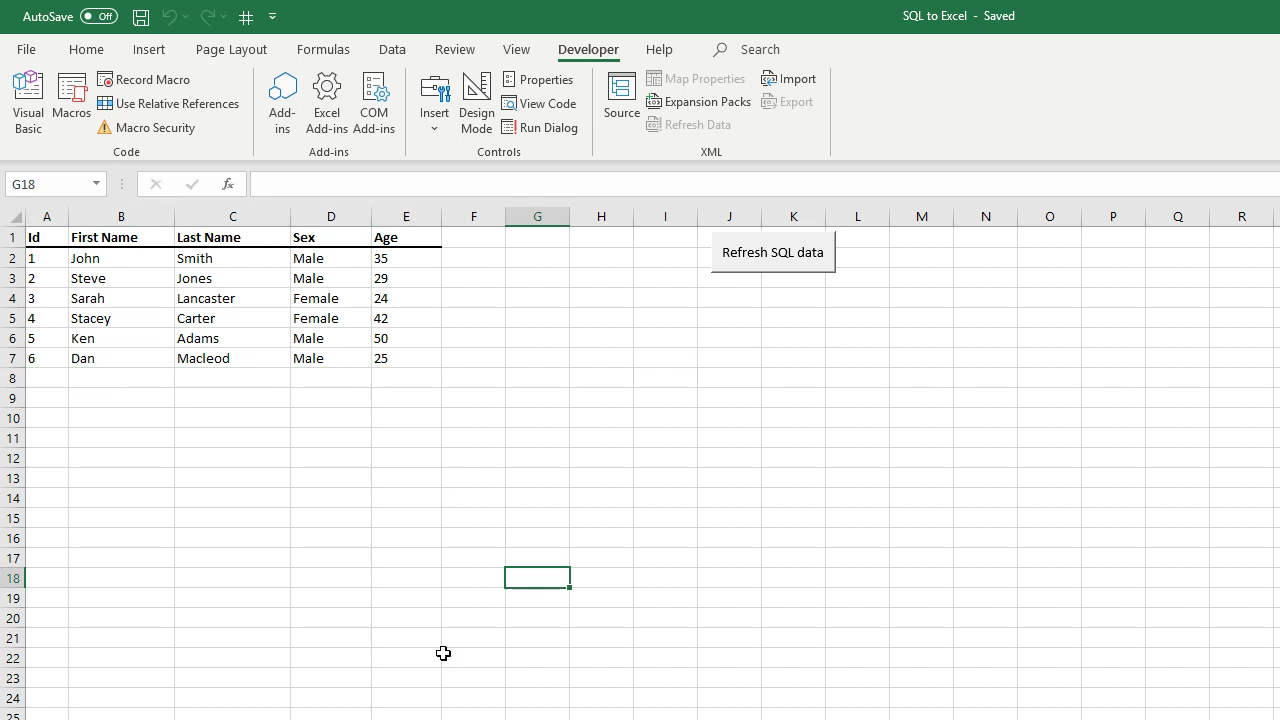 AutoSave Off SQL to Excel - Saved
File Home Insert Page Layout Formulas Data Review View Developer Help Search
Visual Basic
Macros
Record Macro
Use Relative References
Macro Security
Code
Add-ins
Excel Add-ins
COM Add-ins
Add-ins
Insert
Design Mode
Properties
View Code
Run Dialog
Controls
Source
Map Properties
Expansion Packs
Refresh Data
Import
Export
XML
G18 fx
A B C D E F G H I J K L M N O P Q R
1 Id First Name Last Name Sex Age
Refresh SQL data
2 1 John Smith Male 35
3 2 Steve Jones Male 29
4 3 Sarah Lancaster Female 24
5 4 Stacey Carter Female 42
6 5 Ken Adams Male 50
7 6 Dan Macleod Male 25
8
9
10
11
12
13
14
15
16
17
18
19
20
21
22
23
24
25